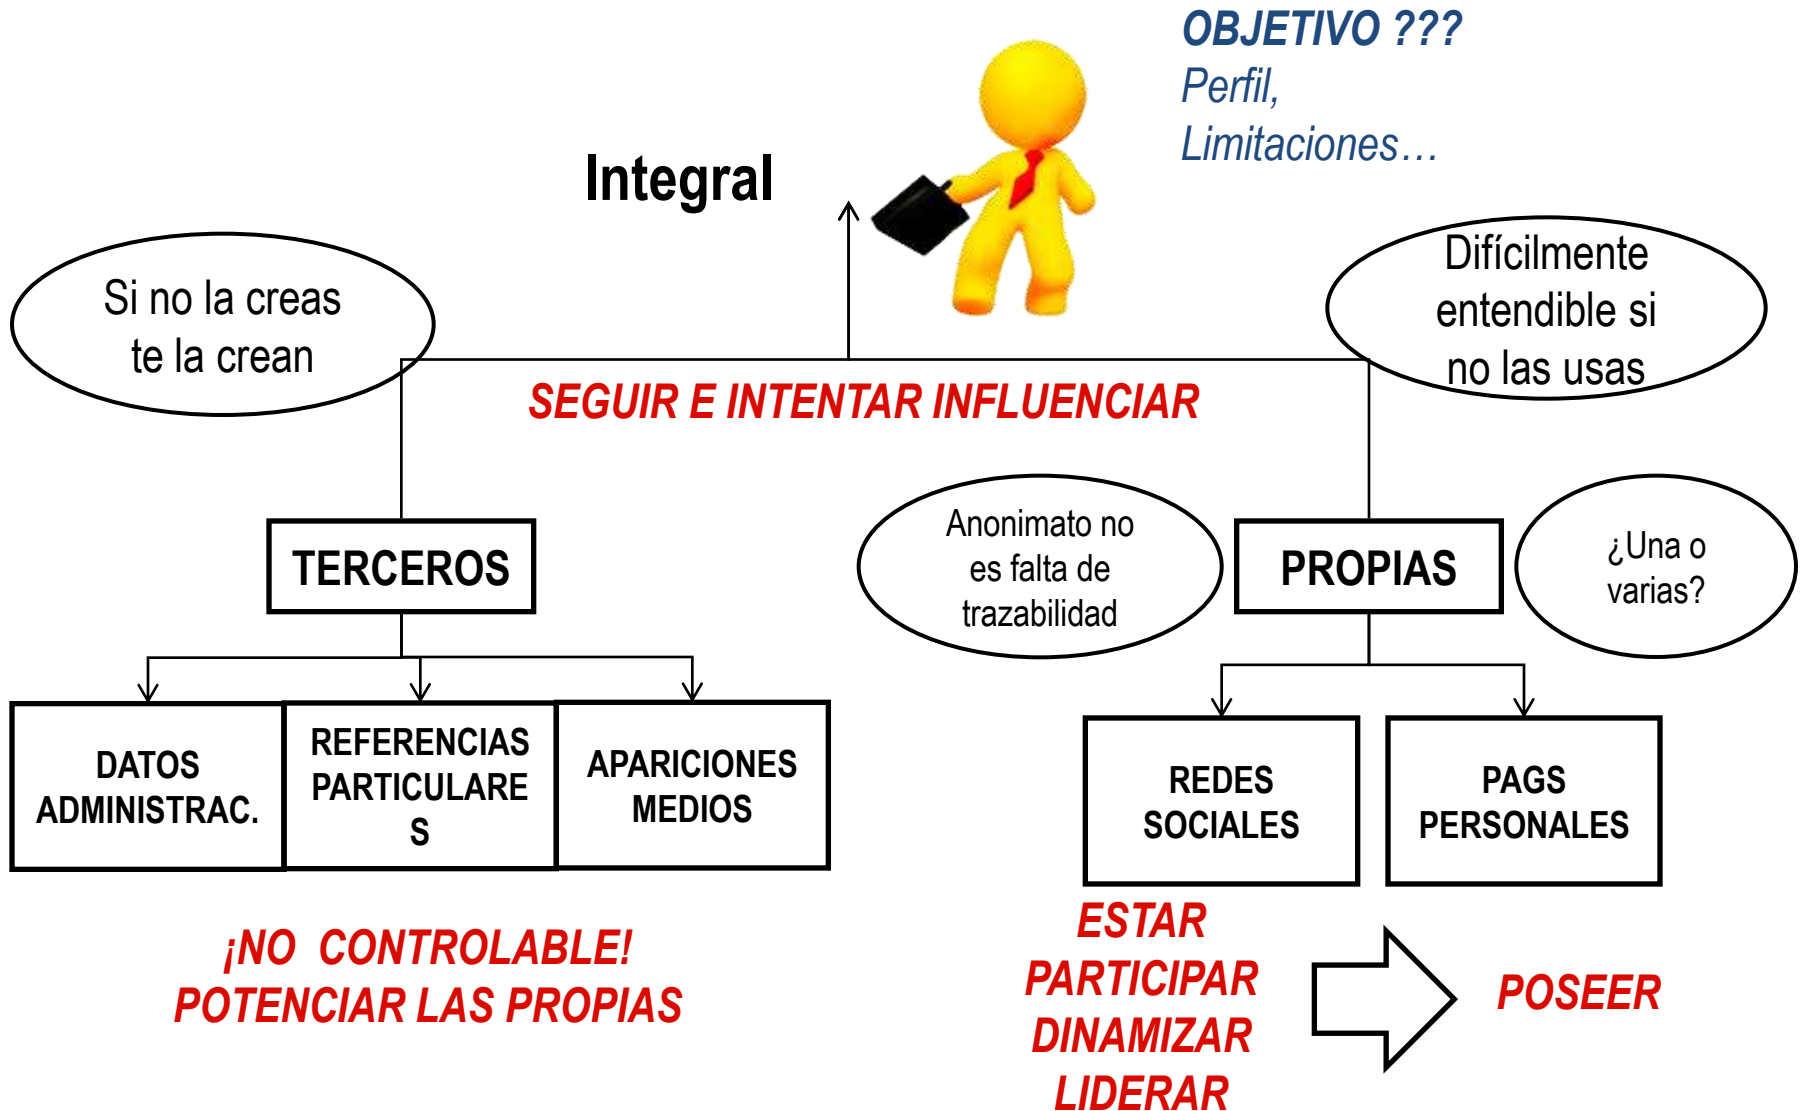 OBJETIVO ???
Perfil,
Limitaciones…
Integral
Si no la creas
te la crean
Difícilmente
entendible si
no las usas
SEGUIR E INTENTAR INFLUENCIAR
TERCEROS
Anonimato no
es falta de
trazabilidad
PROPIAS
¿Una o
varias?
DATOS
ADMINISTRAC.
REFERENCIAS
PARTICULARE
S
APARICIONES
MEDIOS
REDES
SOCIALES
PAGS
PERSONALES
¡NO  CONTROLABLE!
POTENCIAR LAS PROPIAS
ESTAR
PARTICIPAR
DINAMIZAR
LIDERAR
POSEER